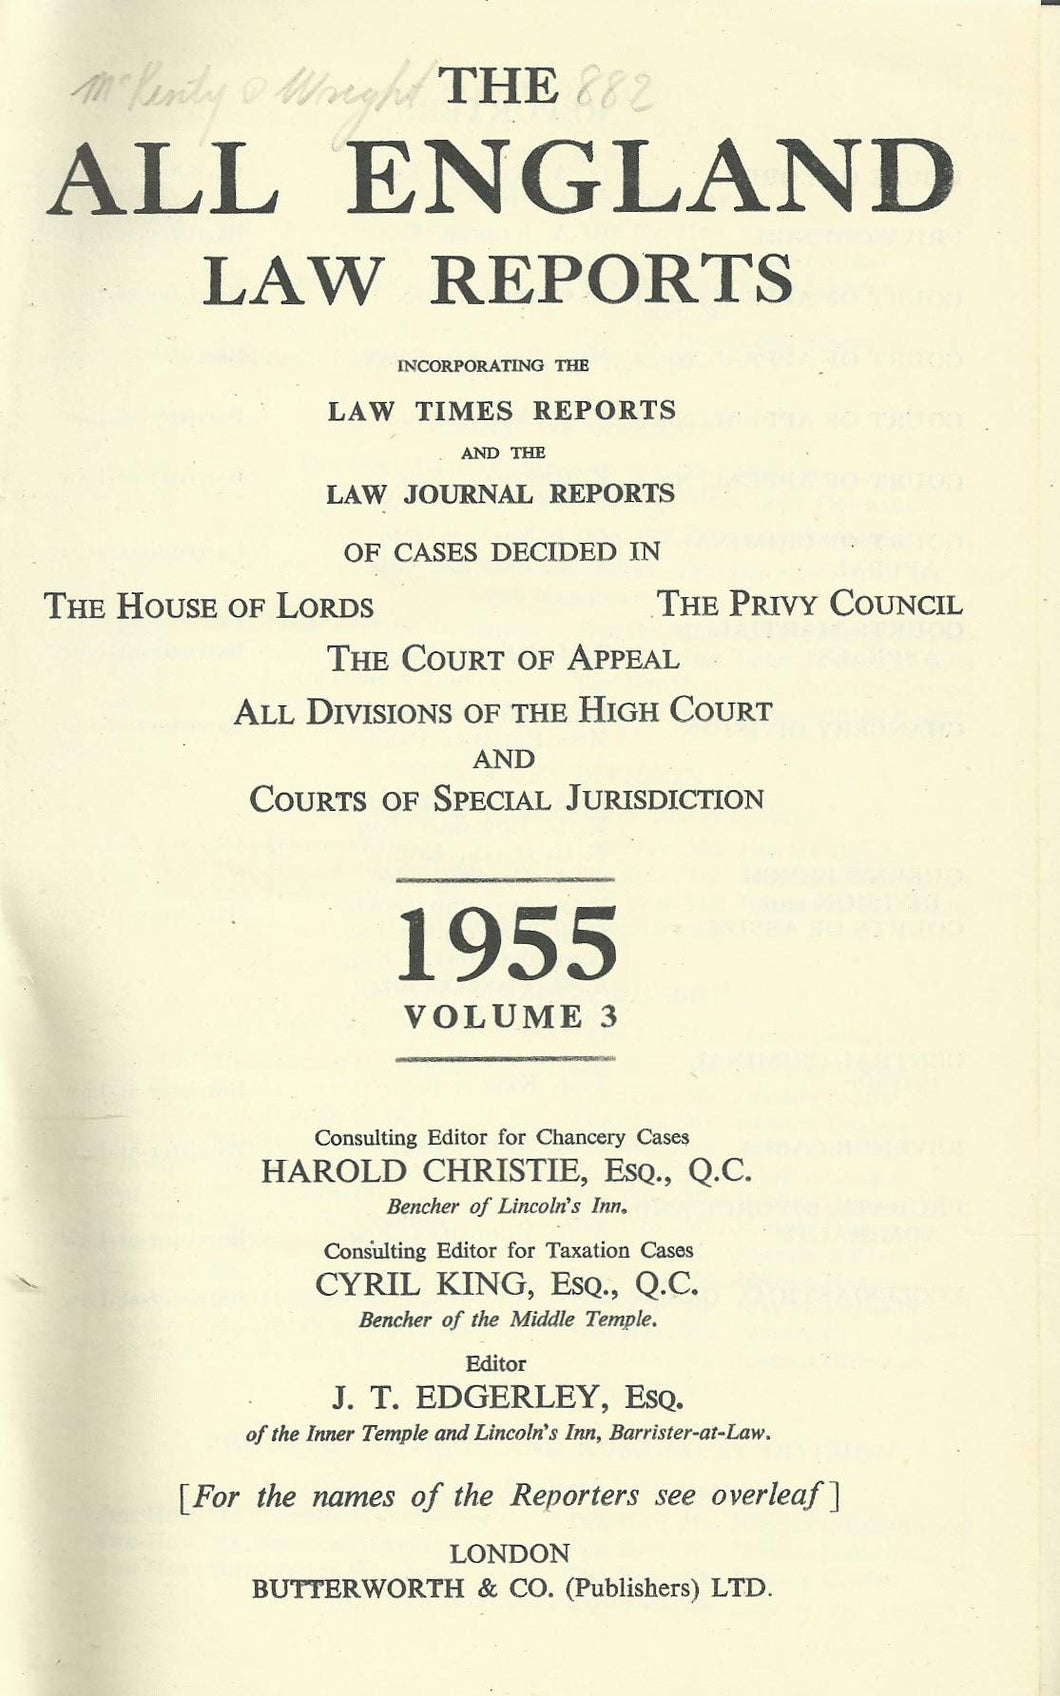 McKenty & Wright 882
THE
ALL ENGLAND
LAW REPORTS
INCORPORATING THE
LAW TIMES REPORTS
AND THE
LAW JOURNAL REPORTS
OF CASES DECIDED IN
THE HOUSE OF LORDS THE PRIVY COUNCIL
THE COURT OF APPEAL
ALL DIVISIONS OF THE HIGH COURT
AND
COURTS OF SPECIAL JURISDICTION
1955
VOLUME 3
Consulting Editor for Chancery Cases
HAROLD CHRISTIE, ESQ., Q.C.
Bencher of Lincoln's Inn.
Consulting Editor for Taxation Cases
CYRIL KING, ESQ., Q.C.
Bencher of the Middle Temple.
Editor
J. T. EDGERLEY, ESQ.
of the Inner Temple and Lincoln's Inn, Barrister-at-Law.
[For the names of the Reporters see overleaf]
LONDON
BUTTERWORTH & CO. (Publishers) LTD.